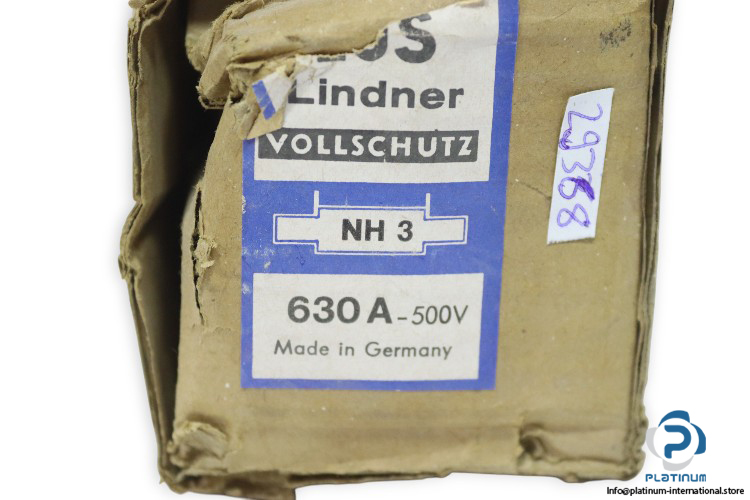 Lindner
VOLLSCHUTZ
NH 3
630 A - 500V
Made in Germany
29368
PLATINUM
info@platinum-international.store